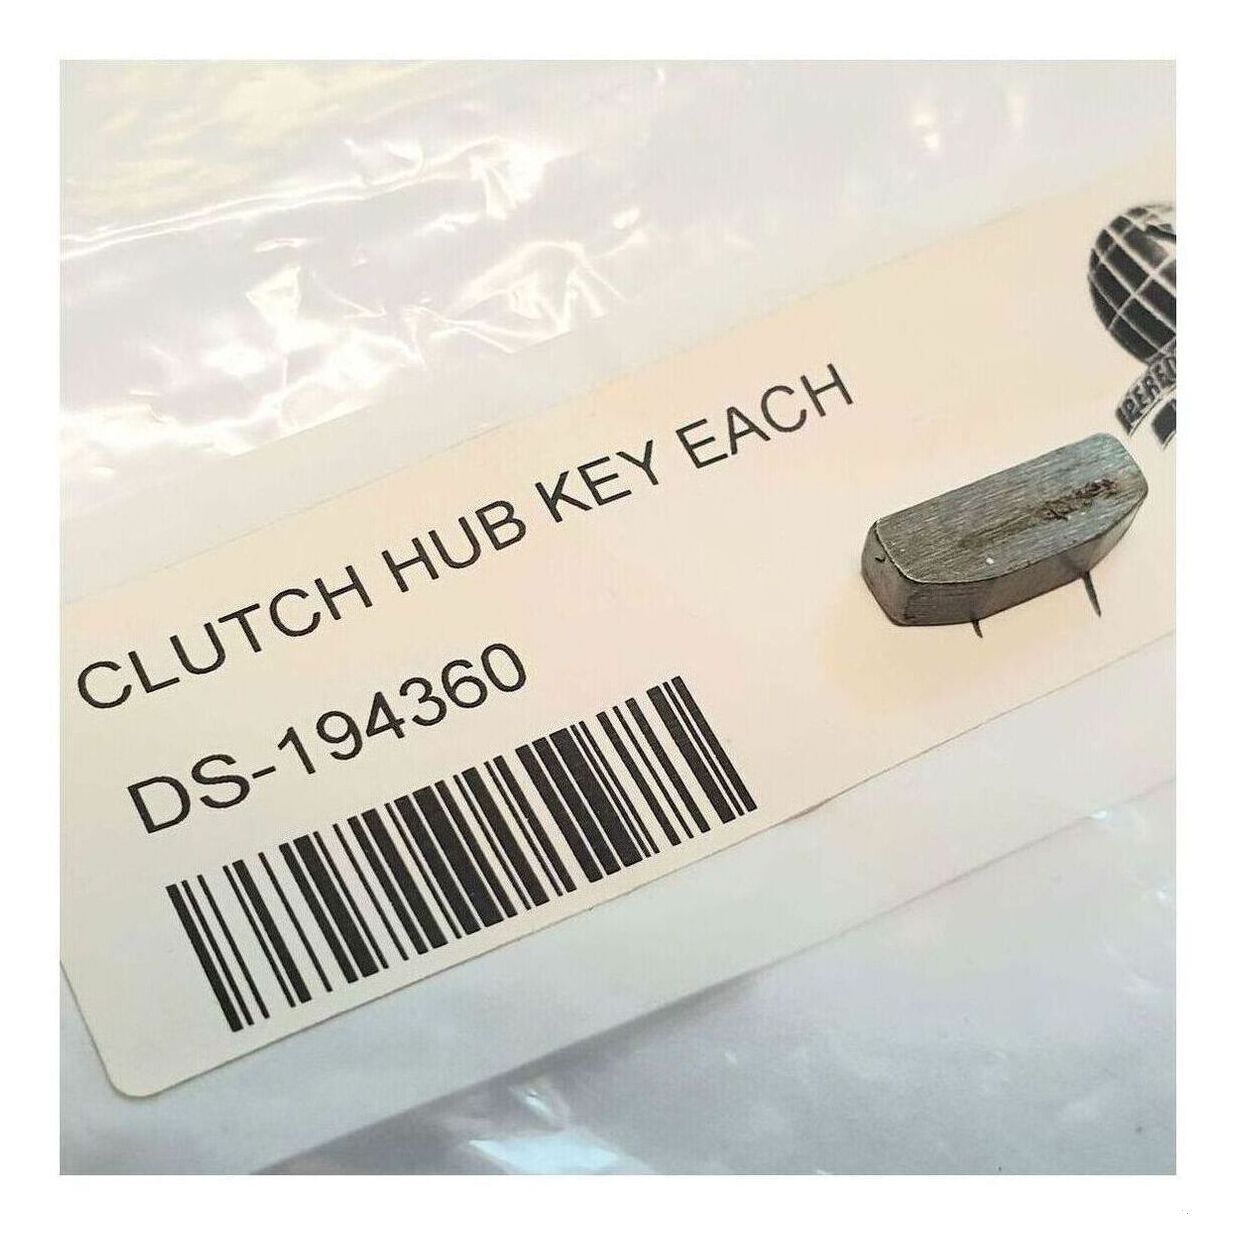 CLUTCH HUB KEY EACH
DS-194360